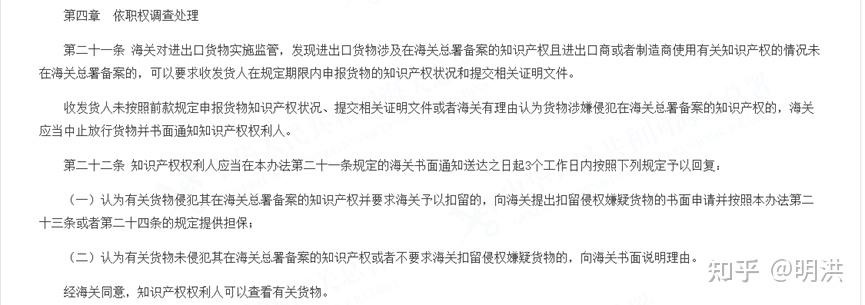 第四章 依职权调查处理
第二十一条 海关对进出口货物实施监管，发现进出口货物涉及在海关总署备案的知识产权且进出口商或者制造商使用有关知识产权的情况未
在海关总署备案的，可以要求收发货人在规定期限内申报货物的知识产权状况和提交相关证明文件。
收发货人未按照前款规定申报货物知识产权状况、提交相关证明文件或者海关有理由认为货物涉嫌侵犯在海关总署备案的知识产权的，海关
应当中止放行货物并书面通知知识产权权利人。
第二十二条 知识产权权利人应当在本办法第二十一条规定的海关书面通知送达之日起3个工作日内按照下列规定予以回复：
（一）认为有关货物侵犯其在海关总署备案的知识产权并要求海关予以扣留的，向海关提出扣留侵权嫌疑货物的书面申请并按照本办法第二
十三条或者第二十四条的规定提供担保；
（二）认为有关货物未侵犯其在海关总署备案的知识产权或者不要求海关扣留侵权嫌疑货物的，向海关书面说明理由。
经海关同意，知识产权权利人可以查看有关货物。
知乎 @明洪